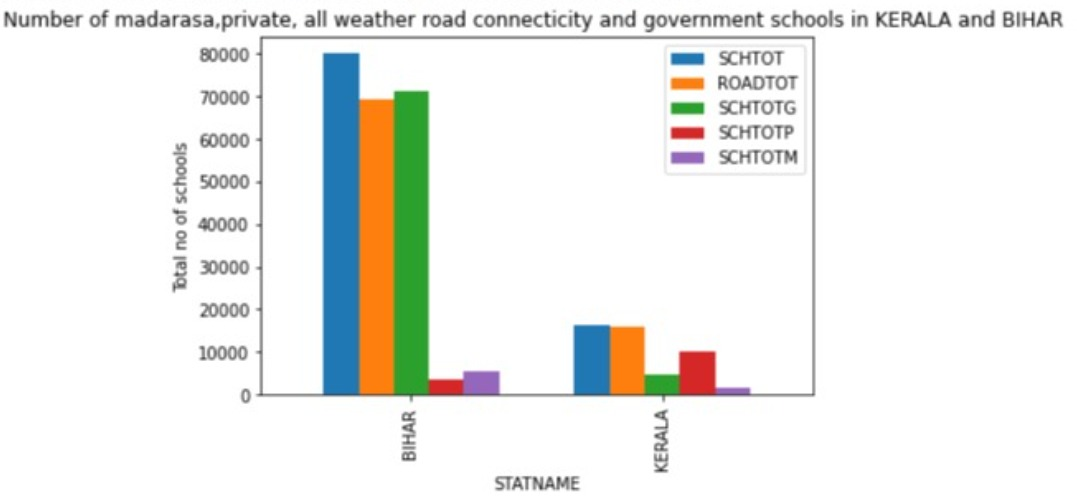 Number of madarasa,private, all weather road connecticity and government schools in KERALA and BIHAR
SCHTOT
ROADTOT
SCHTOTG
SCHTOTP
SCHTOTM
Total no of schools
80000
70000
60000
50000
40000
30000
20000
10000
0
BIHAR
KERALA
STATNAME